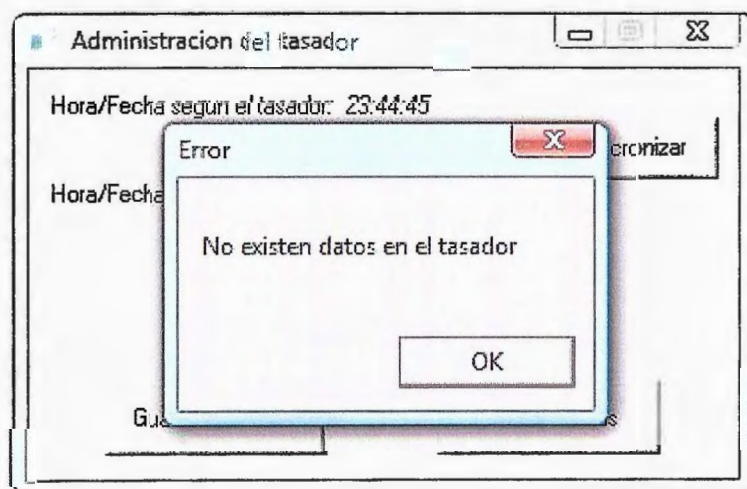 Administracion del tasador
Hora/Fecha segun el tasador: 23:44:45
Error
cronizar
Hora/Fecha
No existen datos en el tasador
OK
Gua
s